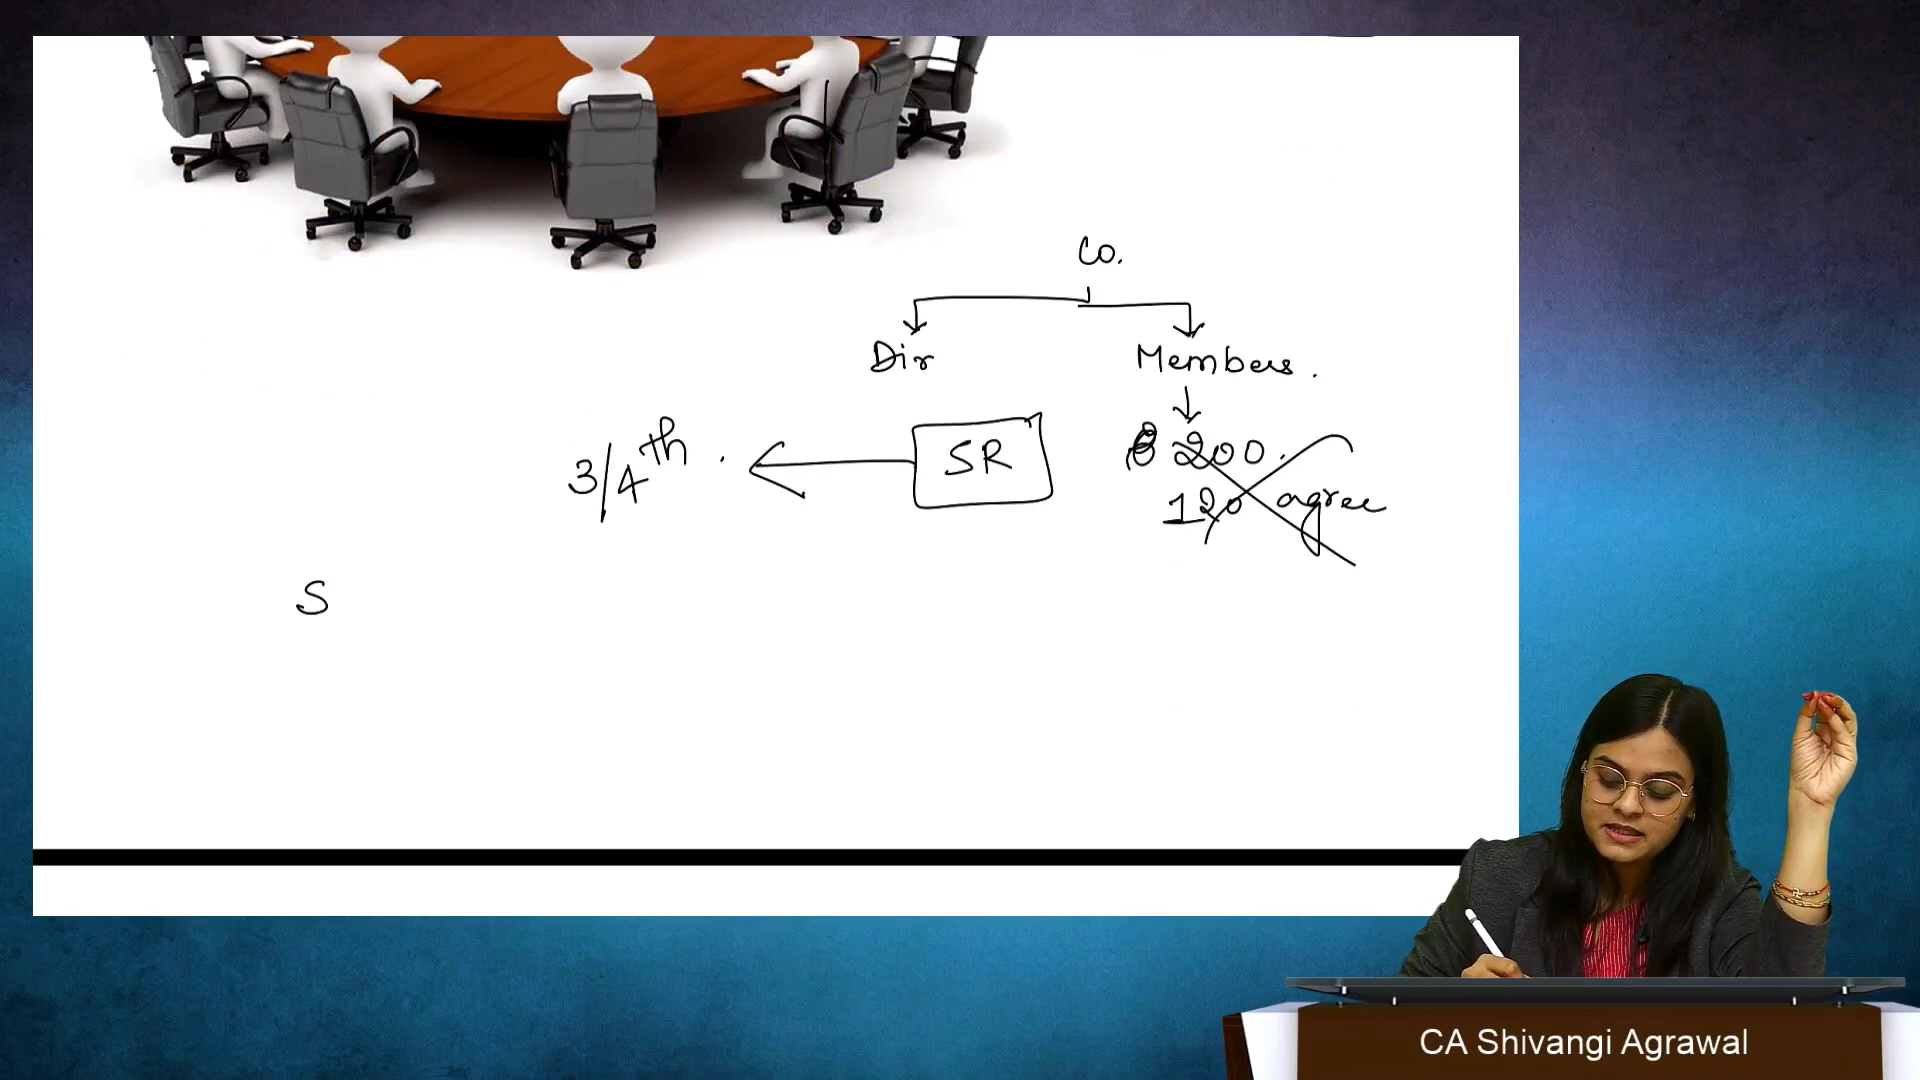 Co.
Dir
Members.
3/4th.
SR
200.
120 agree
S
CA Shivangi Agrawal